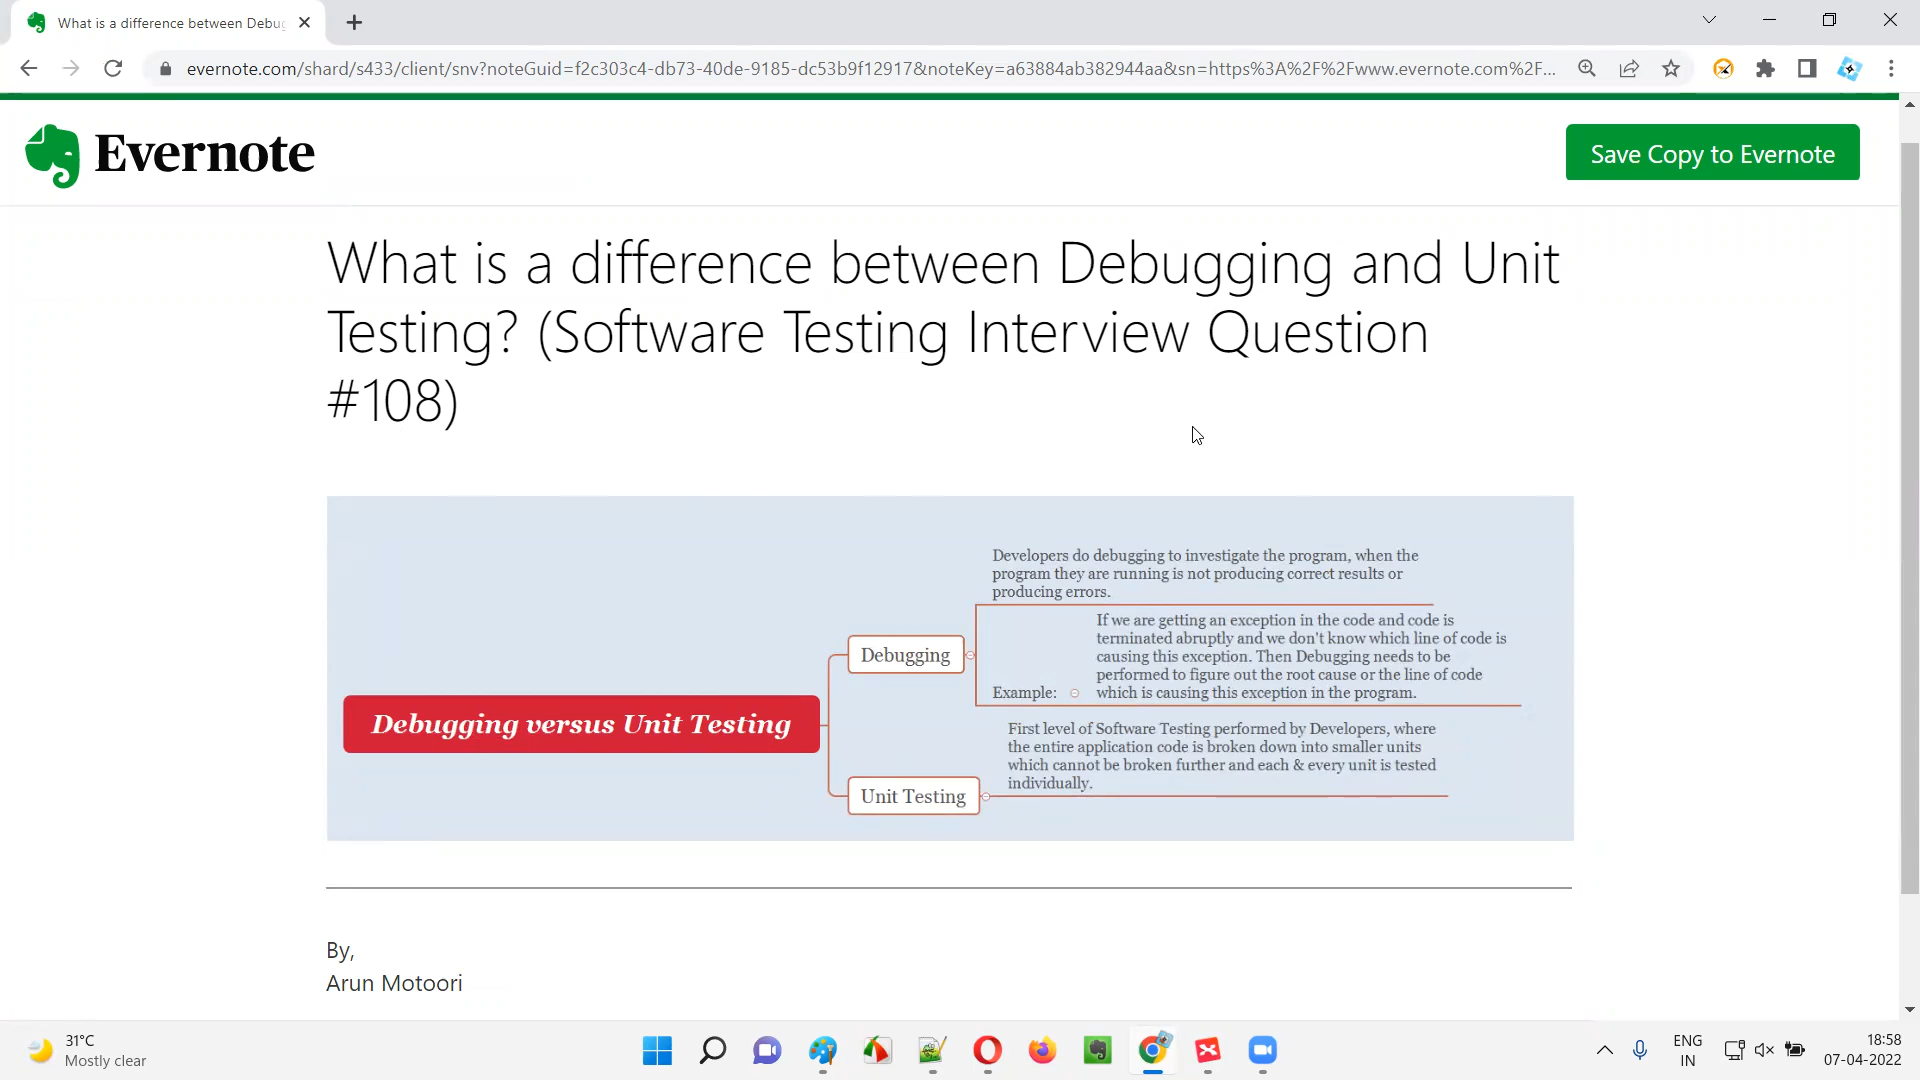 What is a difference between Debug
evernote.com/shard/s433/client/snv?noteGuid=f2c303c4-db73-40de-9185-dc53b9f12917&noteKey=a63884ab382944aa&sn=https%3A%2F%2Fwww.evernote.com%2F...
Evernote
Save Copy to Evernote
What is a difference between Debugging and Unit
Testing? (Software Testing Interview Question
#108)
Developers do debugging to investigate the program, when the
program they are running is not producing correct results or
producing errors.
If we are getting an exception in the code and code is
terminated abruptly and we don't know which line of code is
causing this exception. Then Debugging needs to be
performed to figure out the root cause or the line of code
Example: which is causing this exception in the program.
Debugging
Debugging versus Unit Testing
First level of Software Testing performed by Developers, where
the entire application code is broken down into smaller units
which cannot be broken further and each & every unit is tested
individually.
Unit Testing
By,
Arun Motoori
31°C
Mostly clear
ENG
IN
18:58
07-04-2022